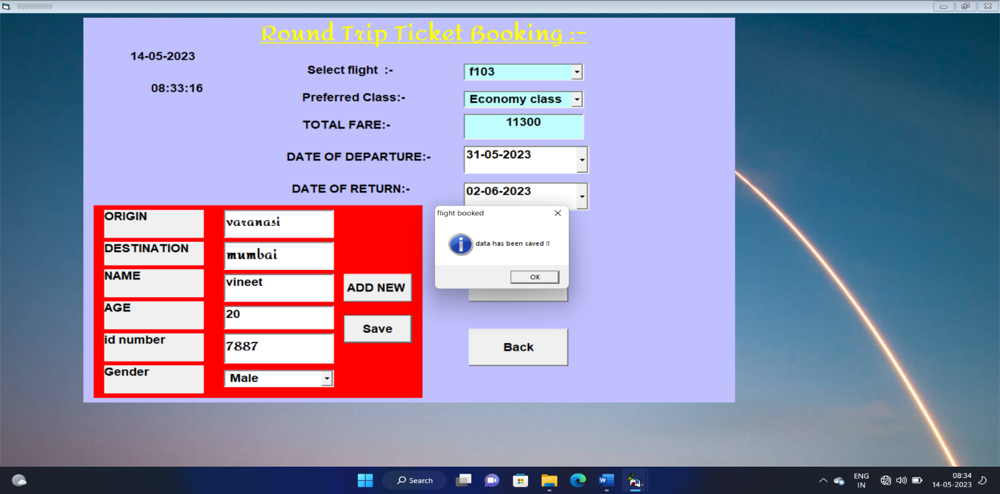 999999999
Round Trip Ticket Booking :-
14-05-2023
08:33:16
Select flight :-
f103
Preferred Class:-
Economy class
TOTAL FARE:-
11300
DATE OF DEPARTURE:-
31-05-2023
DATE OF RETURN:-
02-06-2023
ORIGIN
varanasi
DESTINATION
mumbai
NAME
vineet
AGE
20
id number
7887
Gender
Male
ADD NEW
Save
flight booked
data has been saved !!
OK
Back
Search
ENG
IN
08:34
14-05-2023